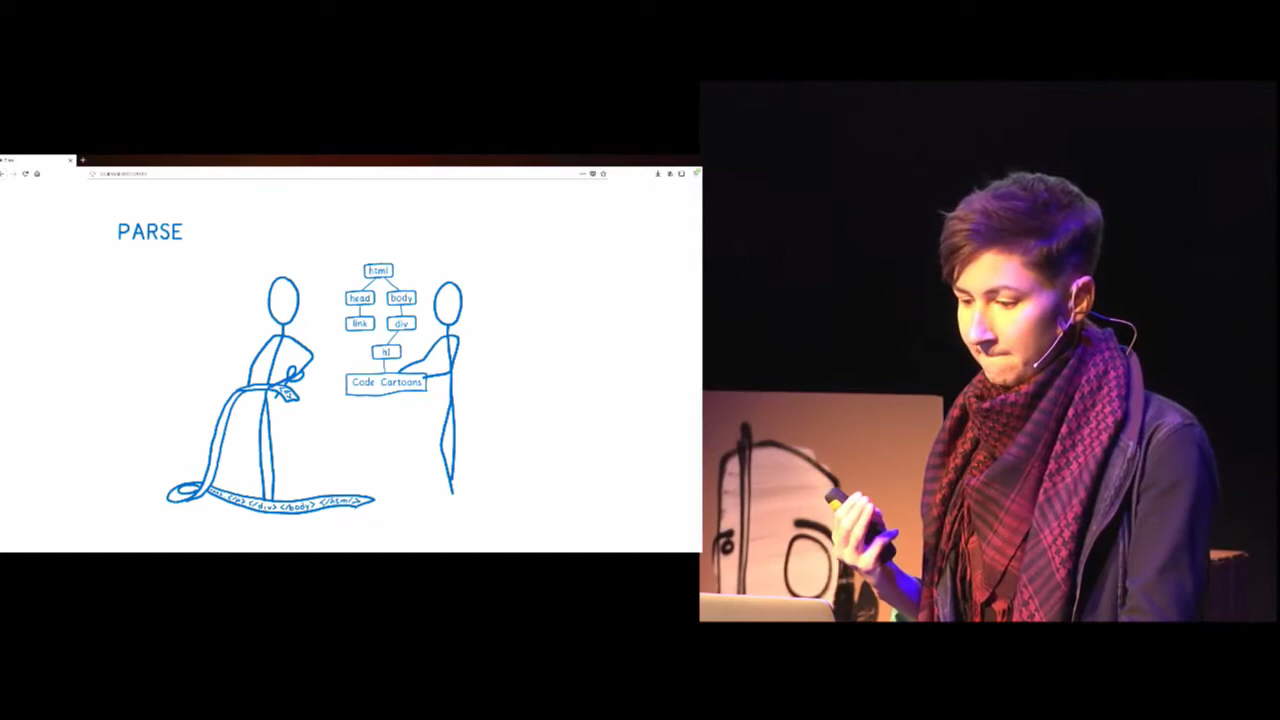 PARSE
html
head body
link div
h1
Code Cartoons
</p> </div> </body> </html>